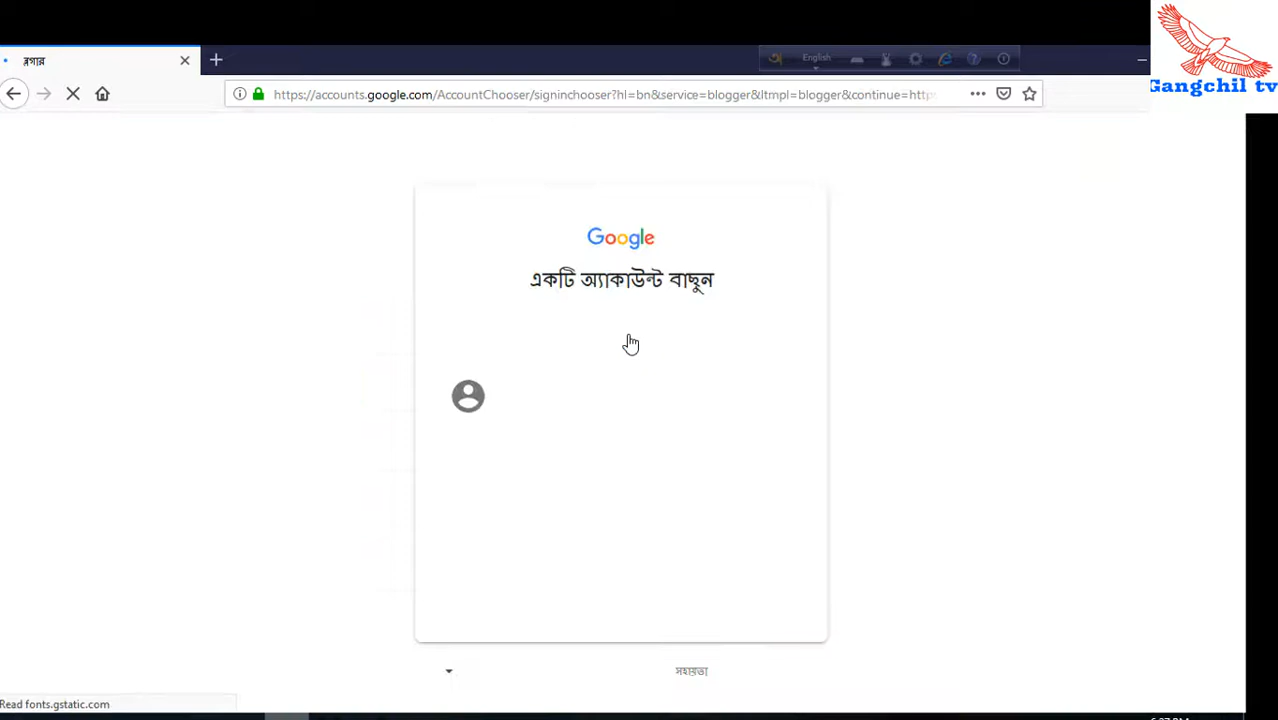 Gangchil tv
ব্লগার
English
https://accounts.google.com/AccountChooser/signinchooser?hl=bn&service=blogger&ltmpl=blogger&continue=http
Google
একটি অ্যাকাউন্ট বাছুন
সহায়তা
Read fonts.gstatic.com